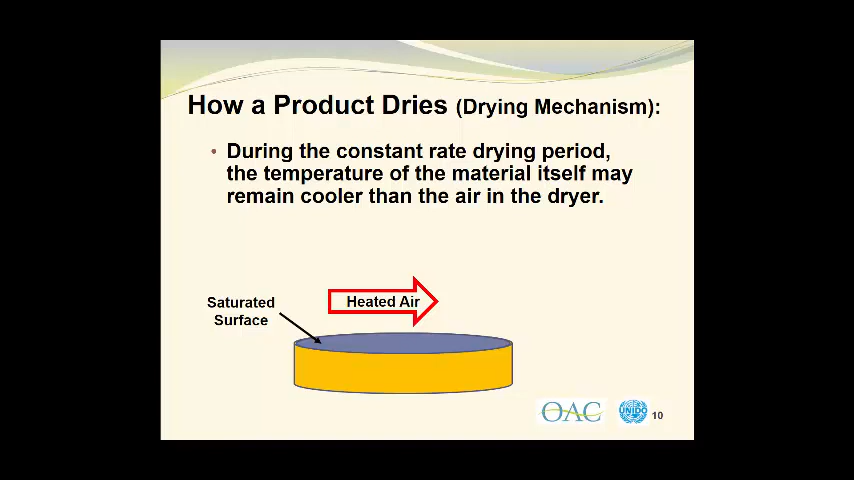 How a Product Dries (Drying Mechanism):
• During the constant rate drying period,
the temperature of the material itself may
remain cooler than the air in the dryer.
Heated Air
Saturated
Surface
OAC
UNIDO
10